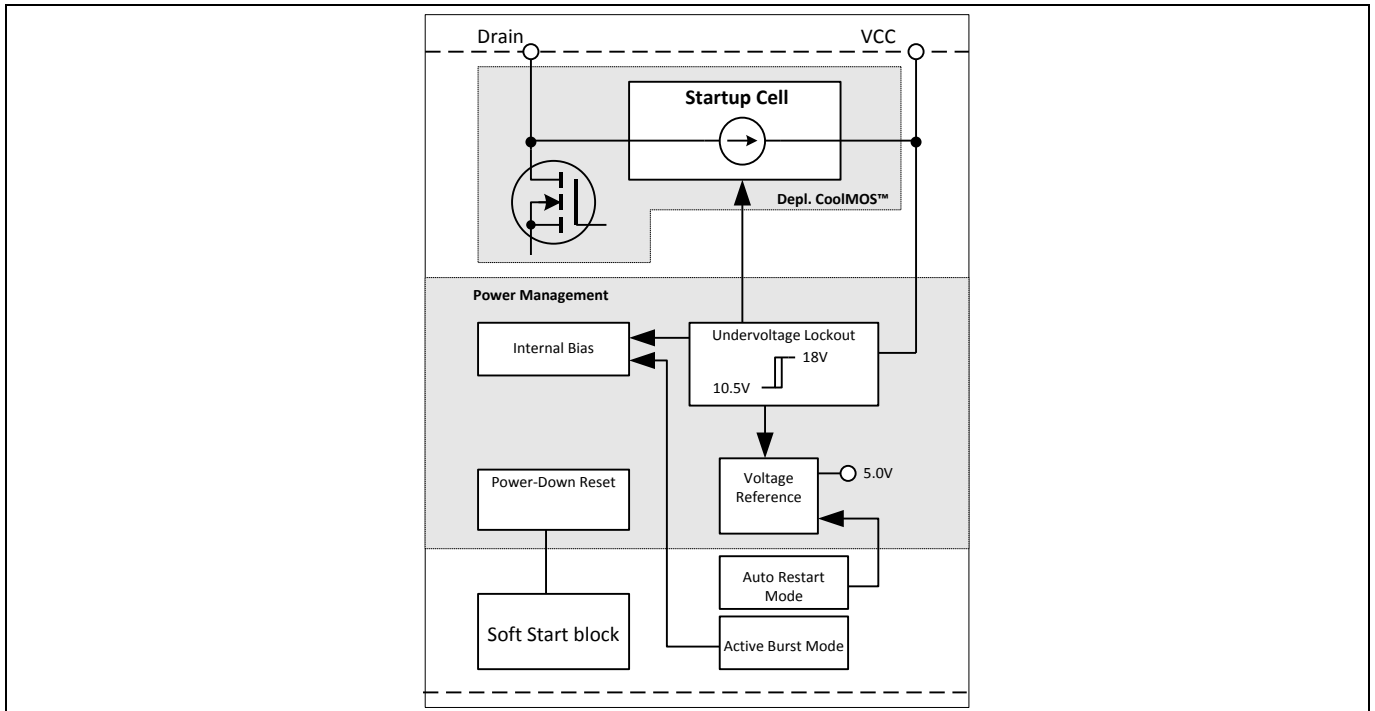 Drain
VCC
Startup Cell
Depl. CoolMOS™
Power Management
Internal Bias
Undervoltage Lockout
18V
10.5V
Power-Down Reset
Voltage
Reference
5.0V
Auto Restart
Mode
Soft Start block
Active Burst Mode